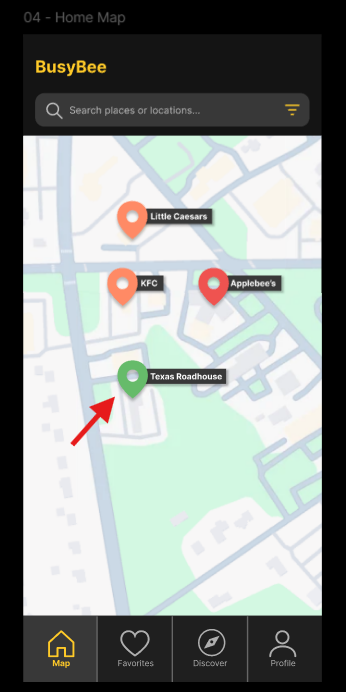 04 - Home Map
BusyBee
Search places or locations...
Little Caesars
KFC
Applebee's
Texas Roadhouse
Map
Favorites
Discover
Profile